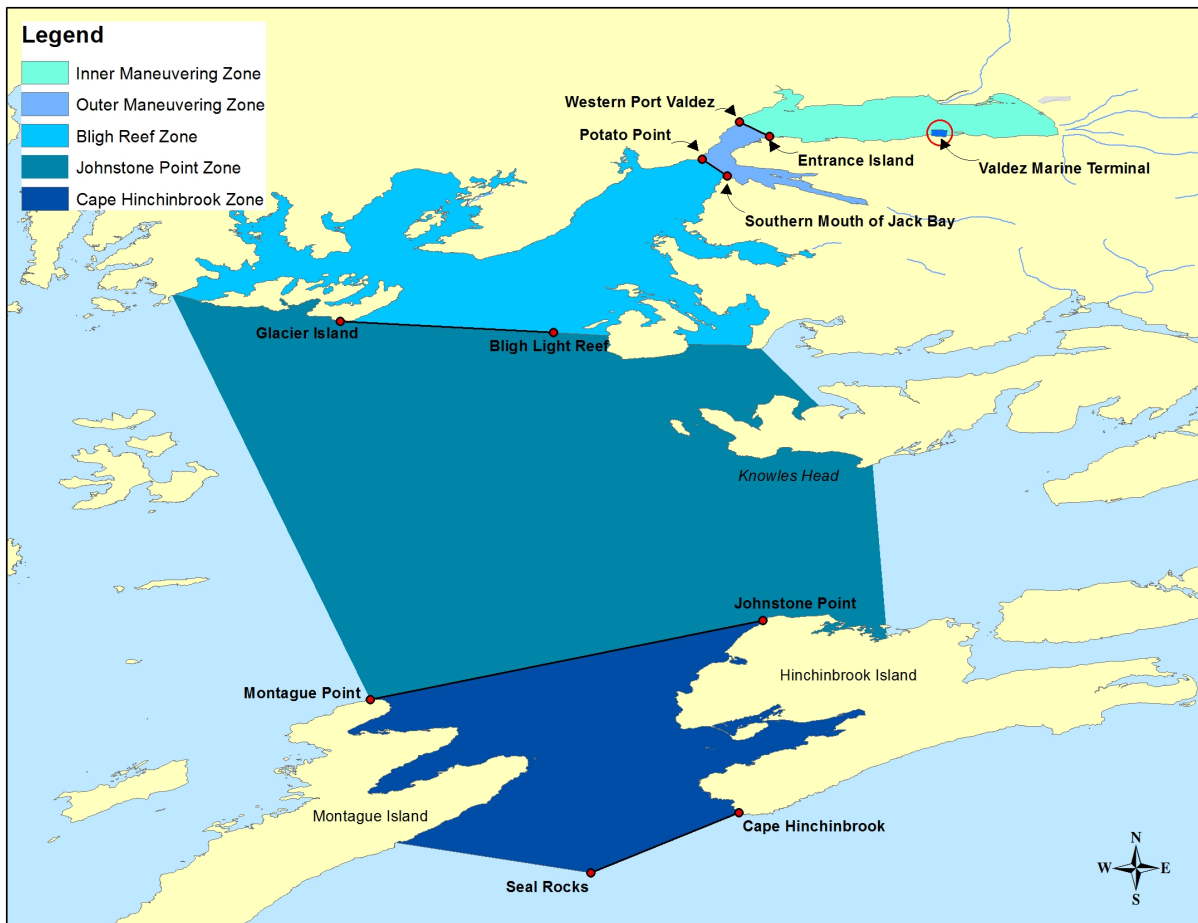 Legend
Inner Maneuvering Zone
Outer Maneuvering Zone
Bligh Reef Zone
Johnstone Point Zone
Cape Hinchinbrook Zone
Western Port Valdez
Potato Point
Entrance Island
Valdez Marine Terminal
Southern Mouth of Jack Bay
Glacier Island
Bligh Light Reef
Knowles Head
Johnstone Point
Hinchinbrook Island
Montague Point
Montague Island
Cape Hinchinbrook
Seal Rocks
N
W
E
S